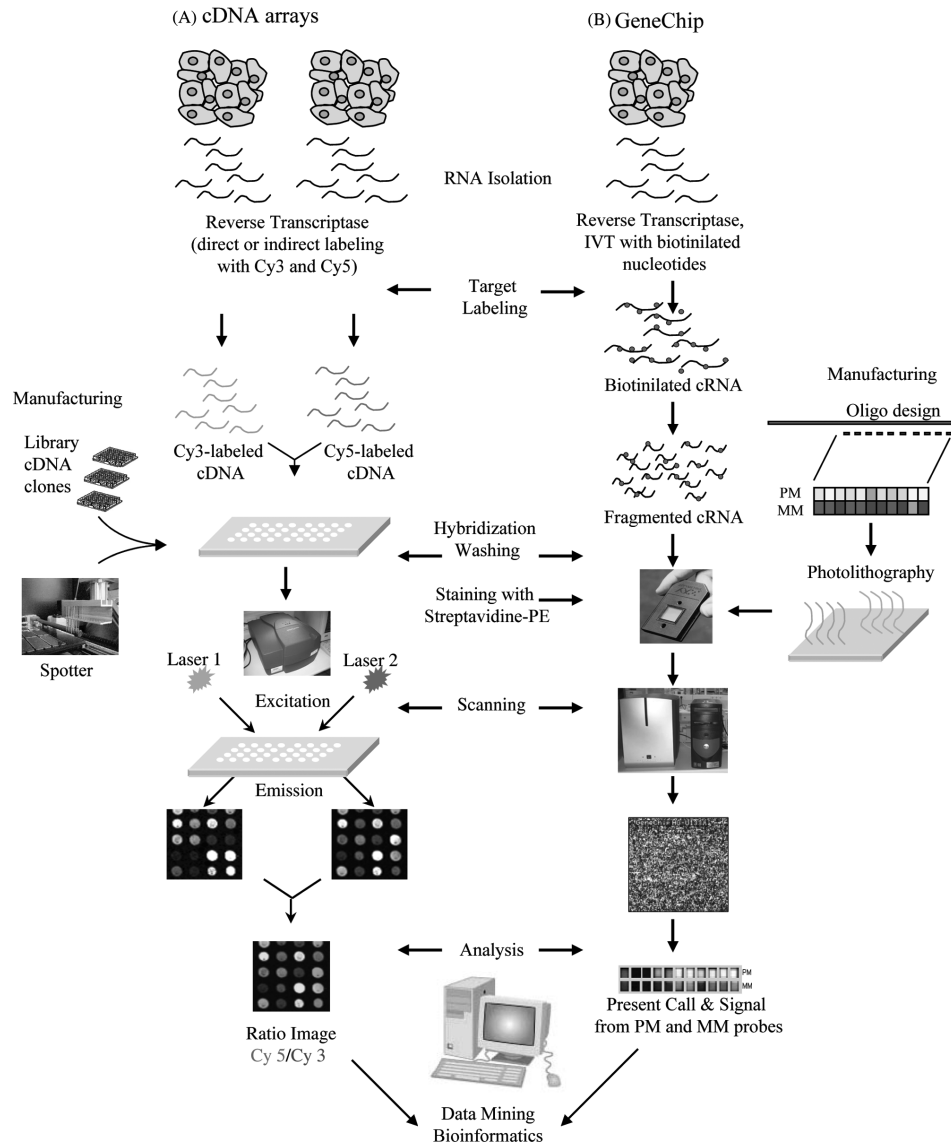 (A) cDNA arrays
(B) GeneChip
RNA Isolation
Reverse Transcriptase
(direct or indirect labeling
with Cy3 and Cy5)
Reverse Transcriptase,
IVT with biotinilated
nucleotides
Target
Labeling
Biotinilated cRNA
Manufacturing
Library
cDNA
clones
Cy3-labeled
cDNA
Cy5-labeled
cDNA
Manufacturing
Oligo design
PM
MM
Fragmented cRNA
Hybridization
Washing
Photolithography
Staining with
Streptavidine-PE
Spotter
Laser 1
Laser 2
Excitation
Scanning
Emission
Analysis
PM
MM
Present Call & Signal
from PM and MM probes
Ratio Image
Cy 5/Cy 3
Data Mining
Bioinformatics